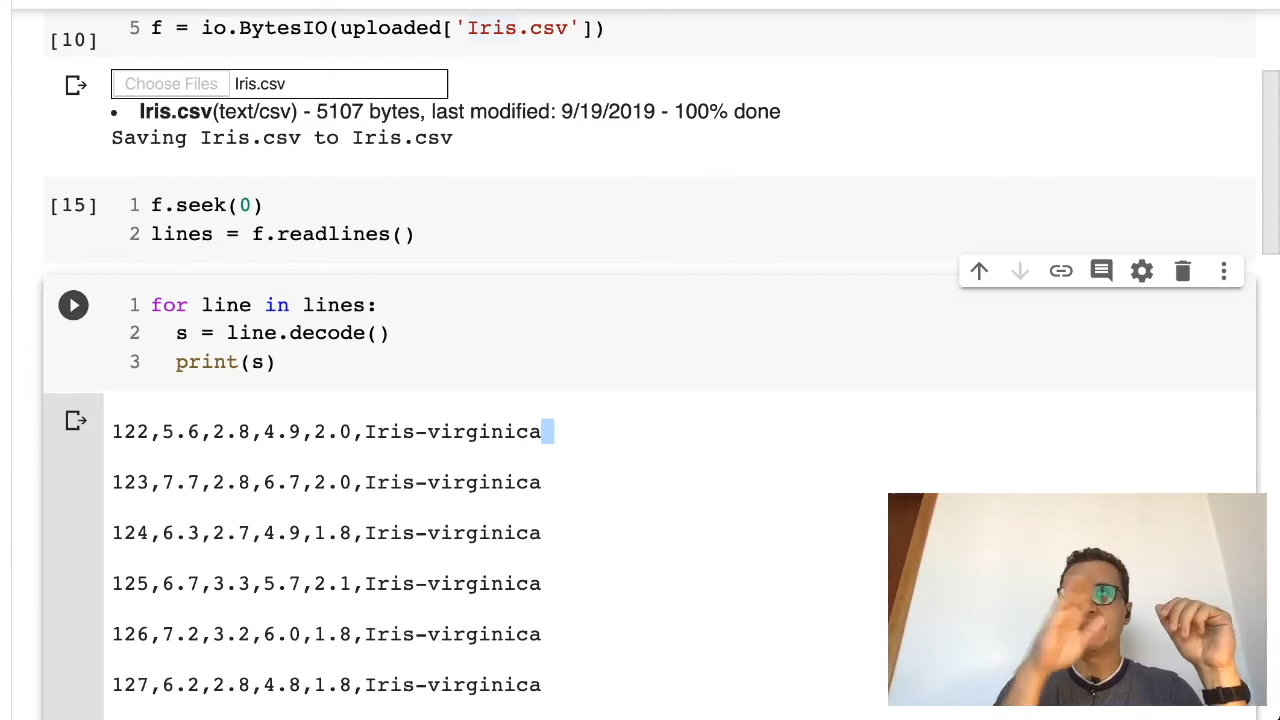 [10] 5 f = io.BytesIO(uploaded['Iris.csv'])
Choose Files Iris.csv
• Iris.csv(text/csv) - 5107 bytes, last modified: 9/19/2019 - 100% done
Saving Iris.csv to Iris.csv
[15] 1 f.seek(0)
2 lines = f.readlines()
1 for line in lines:
2 s = line.decode()
3 print(s)
122,5.6,2.8,4.9,2.0,Iris-virginica
123,7.7,2.8,6.7,2.0,Iris-virginica
124,6.3,2.7,4.9,1.8,Iris-virginica
125,6.7,3.3,5.7,2.1,Iris-virginica
126,7.2,3.2,6.0,1.8,Iris-virginica
127,6.2,2.8,4.8,1.8,Iris-virginica